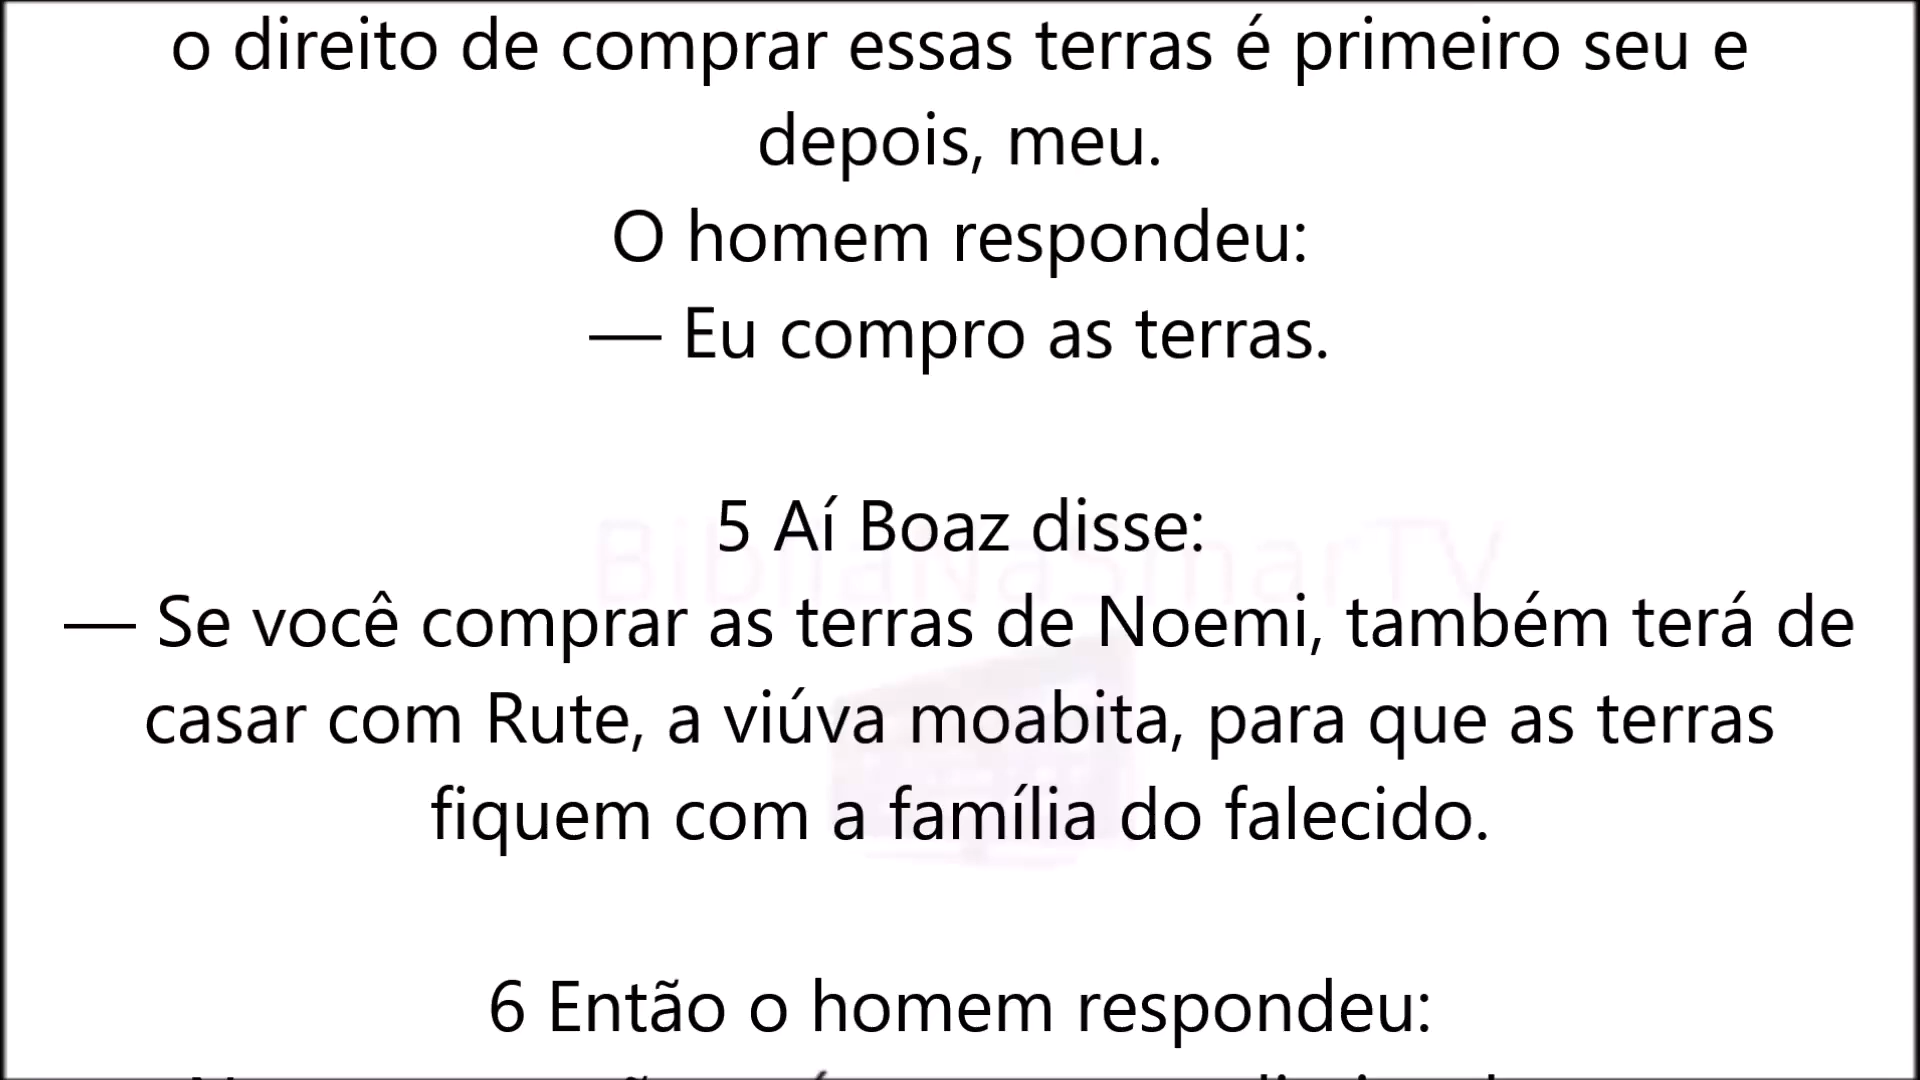 o direito de comprar essas terras é primeiro seu e
depois, meu.
O homem respondeu:
— Eu compro as terras.
5 Aí Boaz disse:
BibliaNaSmarTV
— Se você comprar as terras de Noemi, também terá de
casar com Rute, a viúva moabita, para que as terras
fiquem com a família do falecido.
6 Então o homem respondeu: